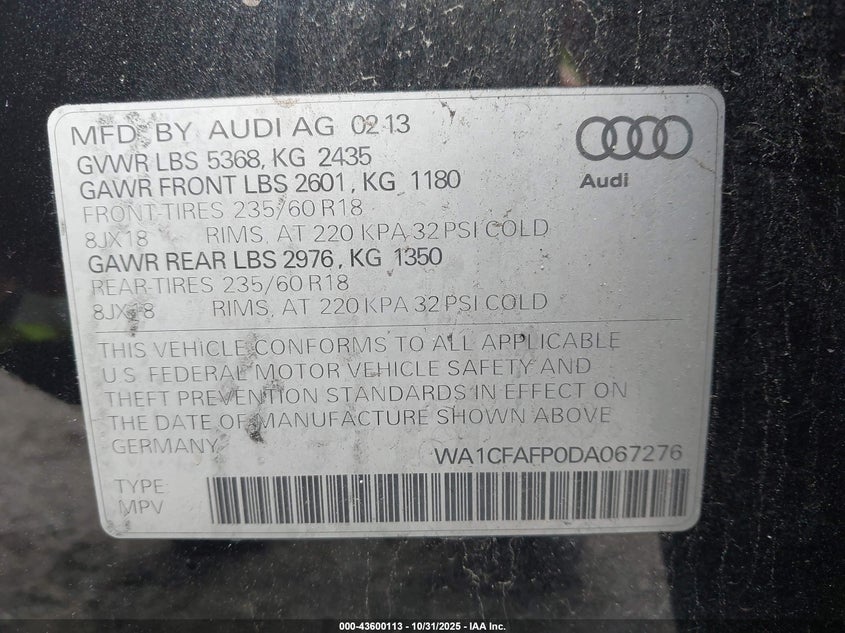 MFD. BY AUDI AG 02.13
GVWR LBS 5368, KG 2435
GAWR FRONT LBS 2601, KG 1180
FRONT-TIRES 235/60 R18
8JX18 RIMS, AT 220 KPA 32 PSI COLD
GAWR REAR LBS 2976, KG 1350
REAR-TIRES 235/60 R18
8JX18 RIMS, AT 220 KPA 32 PSI COLD
Audi
THIS VEHICLE CONFORMS TO ALL APPLICABLE
U.S. FEDERAL MOTOR VEHICLE SAFETY AND
THEFT PREVENTION STANDARDS IN EFFECT ON
THE DATE OF MANUFACTURE SHOWN ABOVE
GERMANY
WA1CFAFP0DA067276
TYPE:
MPV
000-43600113 - 10/31/2025 - IAA Inc.